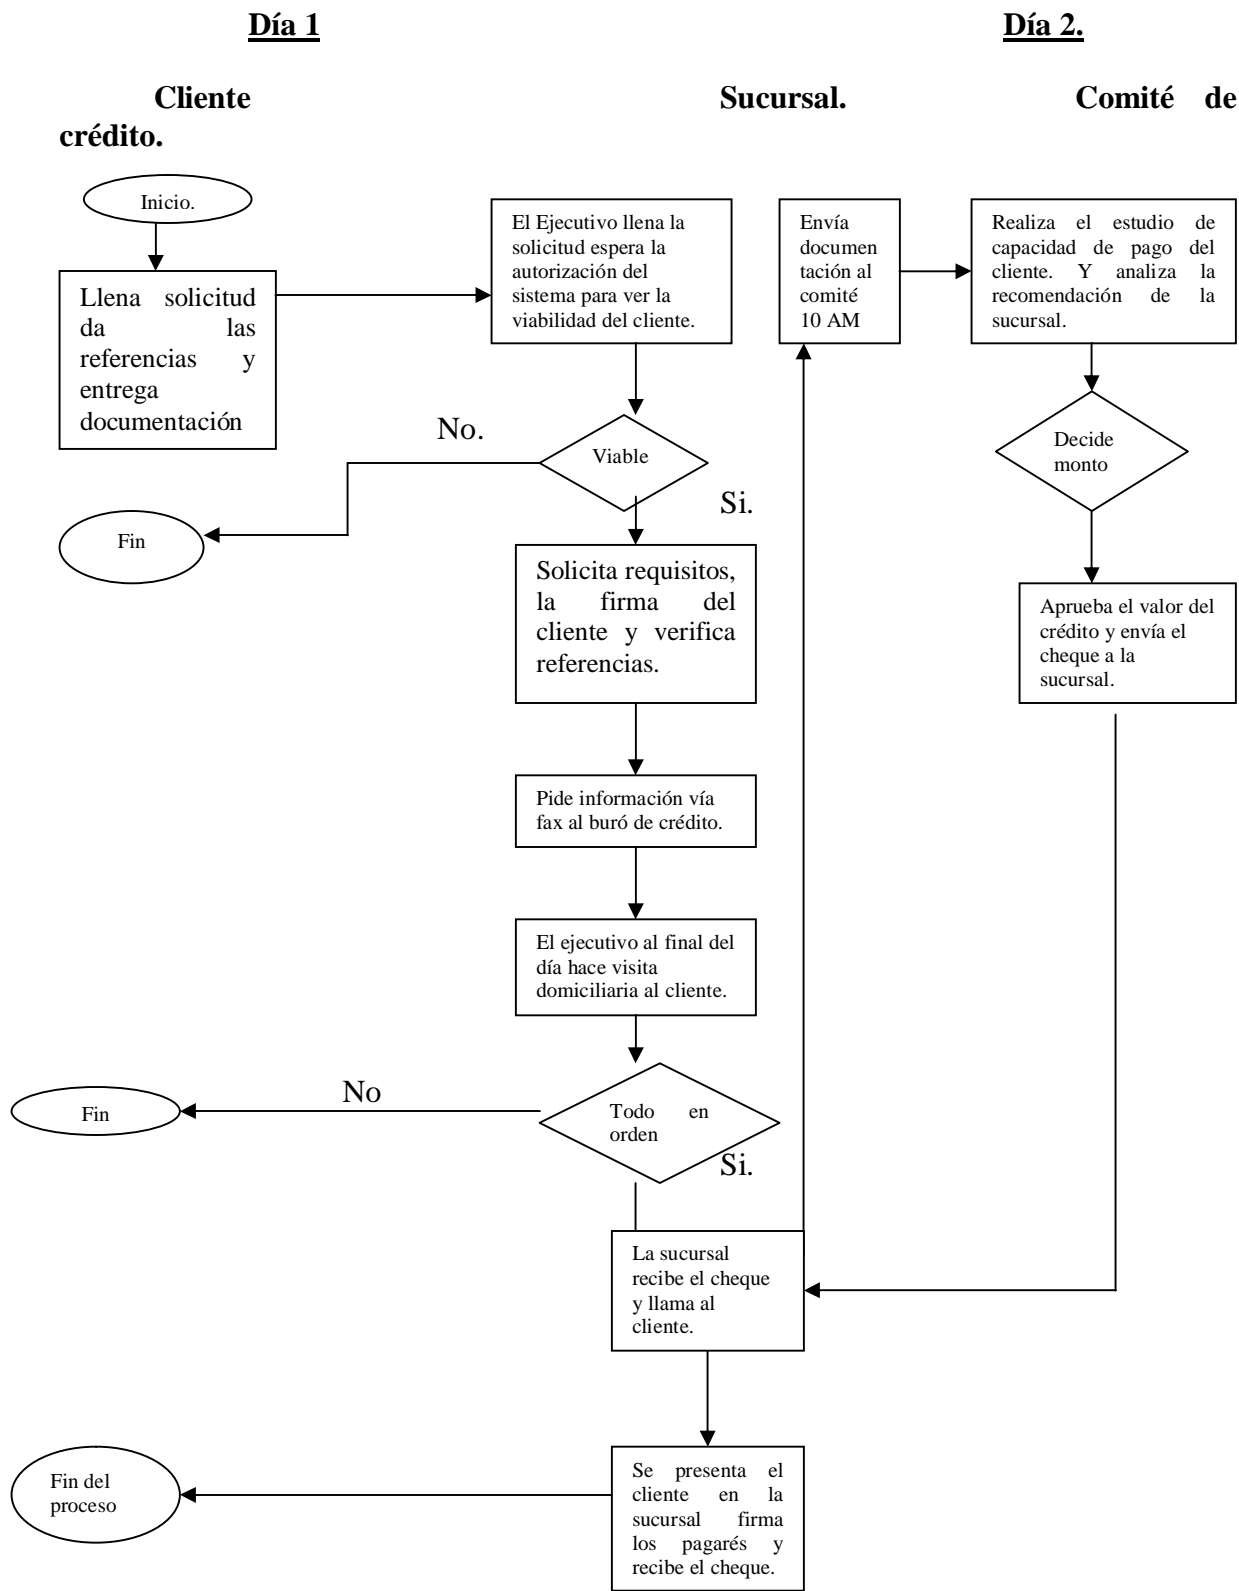 Día 1
Día 2.
Cliente
Sucursal.
Comité de
crédito.
Inicio.
Llena solicitud
da las
referencias y
entrega
documentación
El Ejecutivo llena la
solicitud espera la
autorización del
sistema para ver la
viabilidad del cliente.
Envía
documen
tación al
comité
10 AM
Realiza el estudio de
capacidad de pago del
cliente. Y analiza la
recomendación de la
sucursal.
No.
Viable
Si.
Decide
monto
Fin
Solicita requisitos,
la firma del
cliente y verifica
referencias.
Aprueba el valor del
crédito y envía el
cheque a la
sucursal.
Pide información vía
fax al buró de crédito.
El ejecutivo al final del
día hace visita
domiciliaria al cliente.
No
Fin
Todo en
orden
Si.
La sucursal
recibe el cheque
y llama al
cliente.
Fin del
proceso
Se presenta el
cliente en la
sucursal firma
los pagarés y
recibe el cheque.